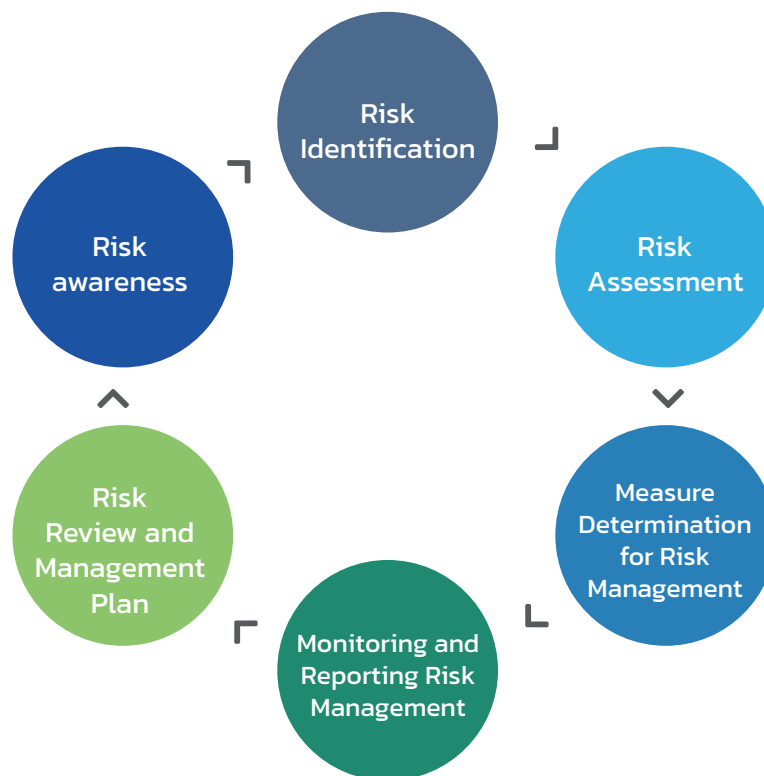 Risk
Identification
Risk
Assessment
Measure
Determination
for Risk
Management
Monitoring and
Reporting Risk
Management
Risk
Review and
Management
Plan
Risk
awareness